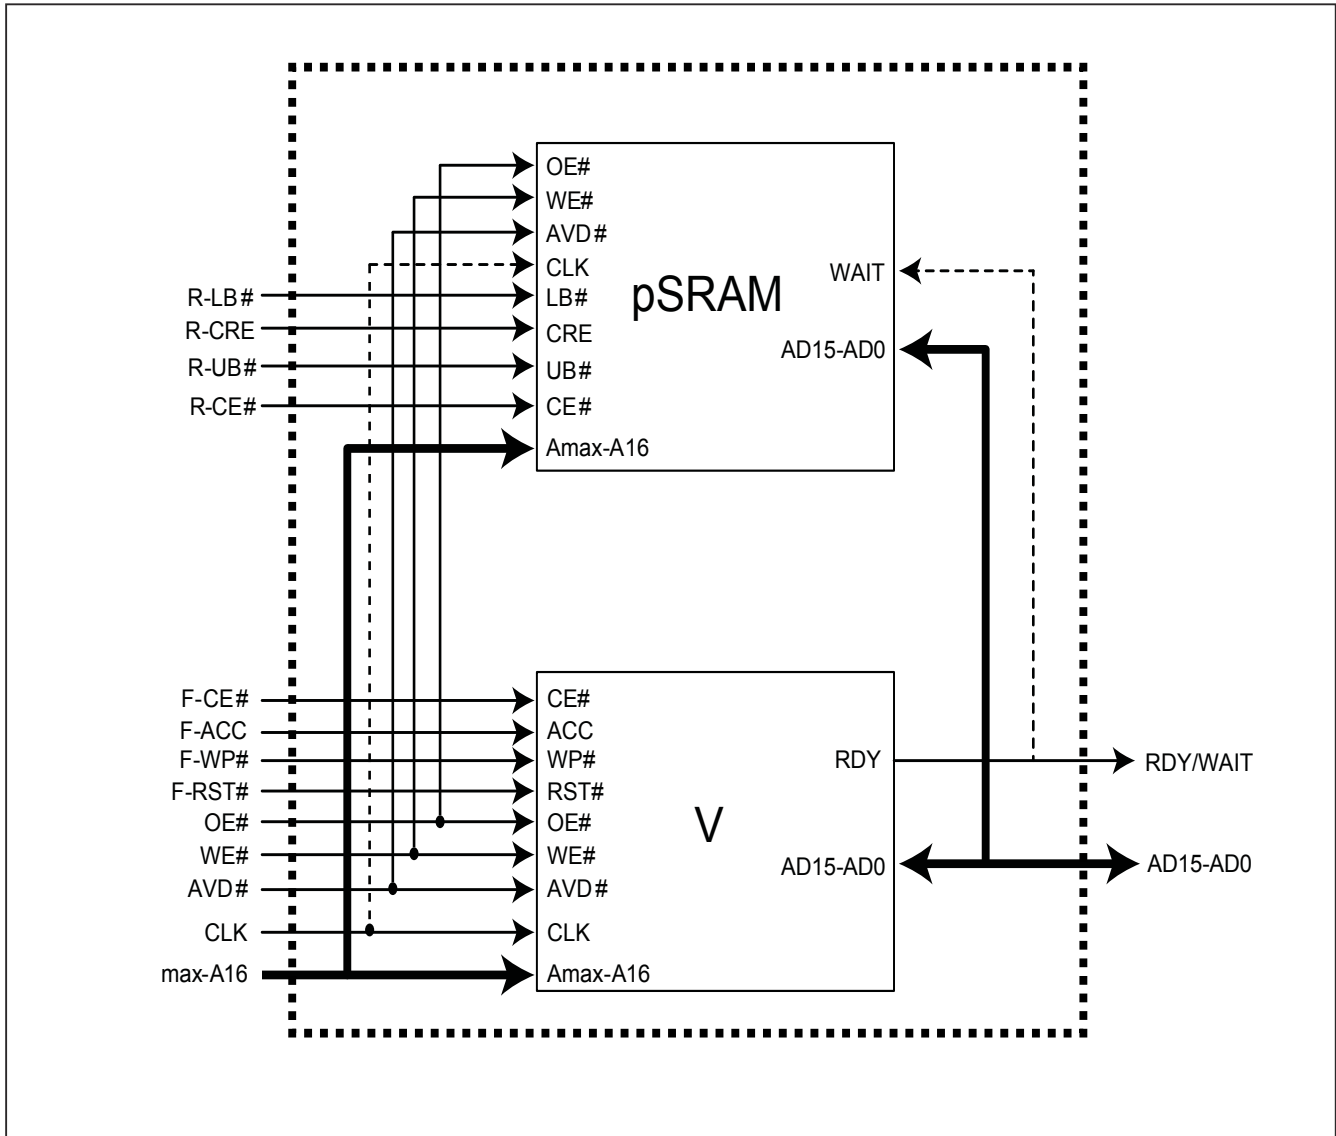 OE#
WE#
AVD#
CLK
R-LB# LB#
R-CRE CRE
R-UB# UB#
R-CE# CE#
Amax-A16
pSRAM
WAIT
AD15-AD0
F-CE# CE#
F-ACC ACC
F-WP# WP#
F-RST# RST#
OE# OE#
WE# WE#
AVD# AVD#
CLK CLK
max-A16 Amax-A16
V
RDY RDY/WAIT
AD15-AD0 AD15-AD0